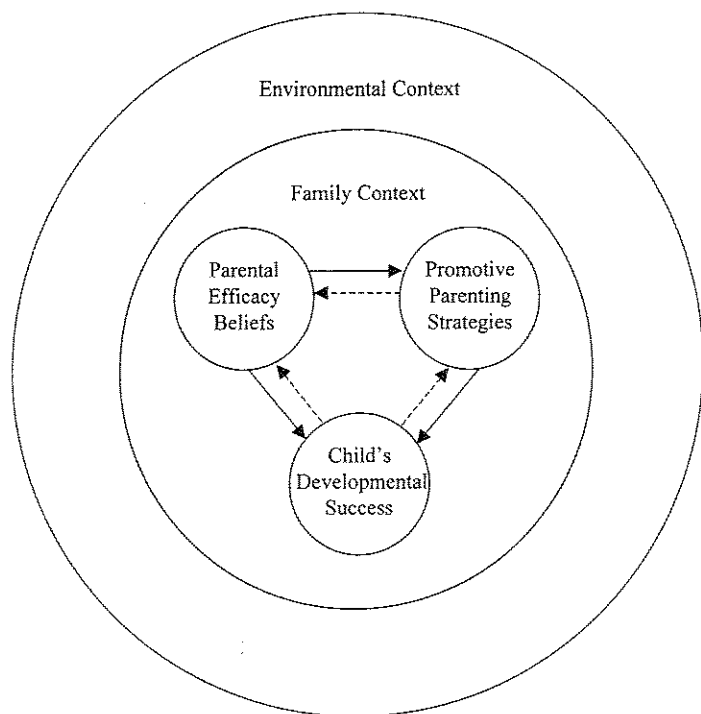 Environmental Context
Family Context
Parental
Efficacy
Beliefs
Promotive
Parenting
Strategies
Child's
Developmental
Success